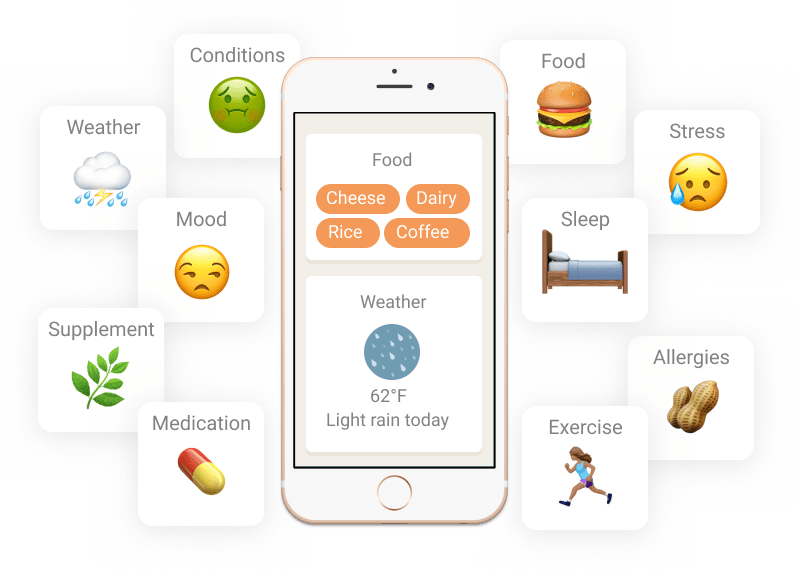 Conditions
Weather
Mood
Supplement
Medication
Food
Cheese
Dairy
Rice
Coffee
Weather
62°F
Light rain today
Food
Stress
Sleep
Allergies
Exercise